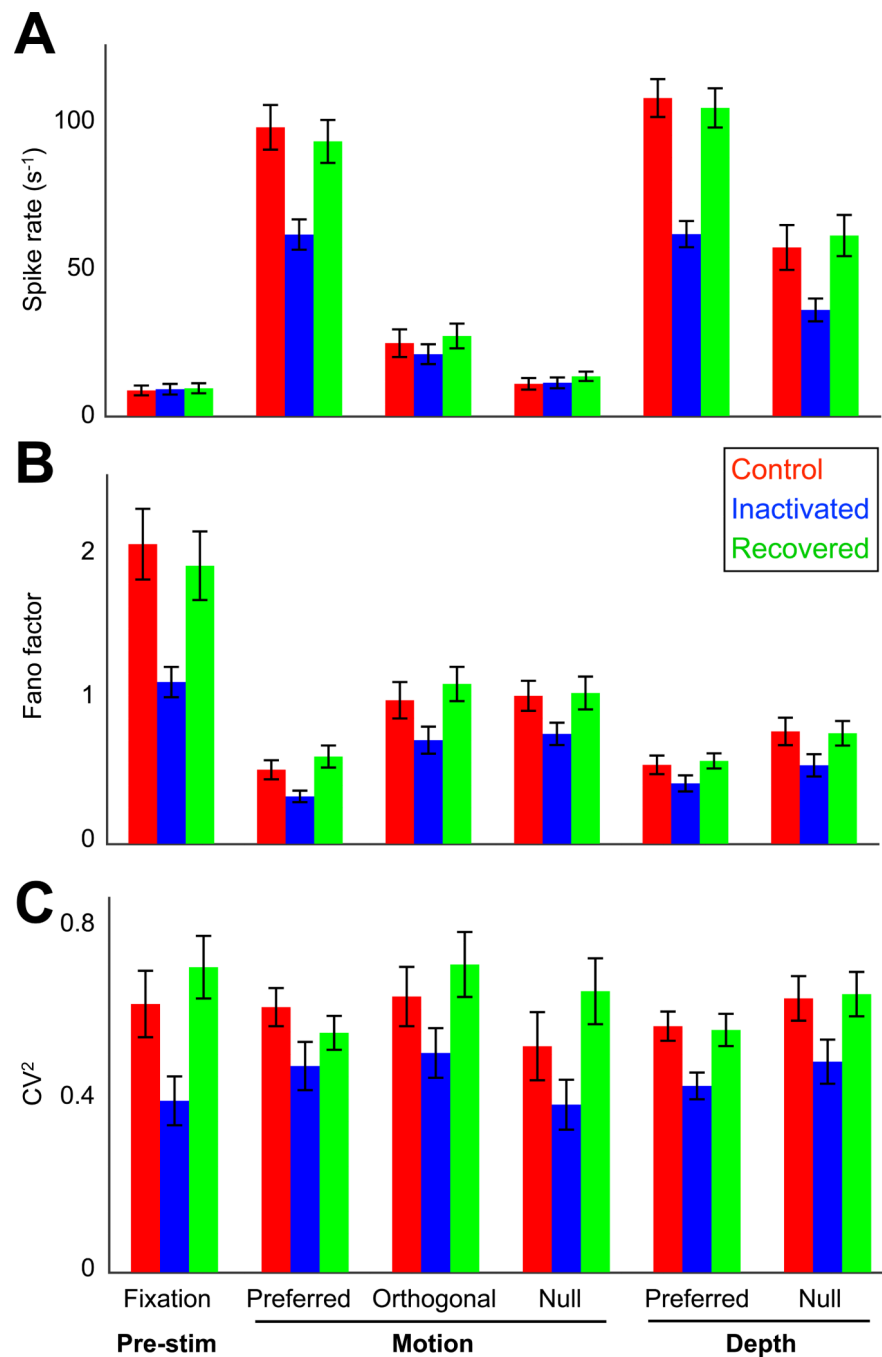 A
Spike rate (s⁻¹)
100
50
0
B
Control
Inactivated
Recovered
Fano factor
2
1
0
C
CV²
0.8
0.4
0
Fixation Preferred Orthogonal Null Preferred Null
Pre-stim Motion Depth